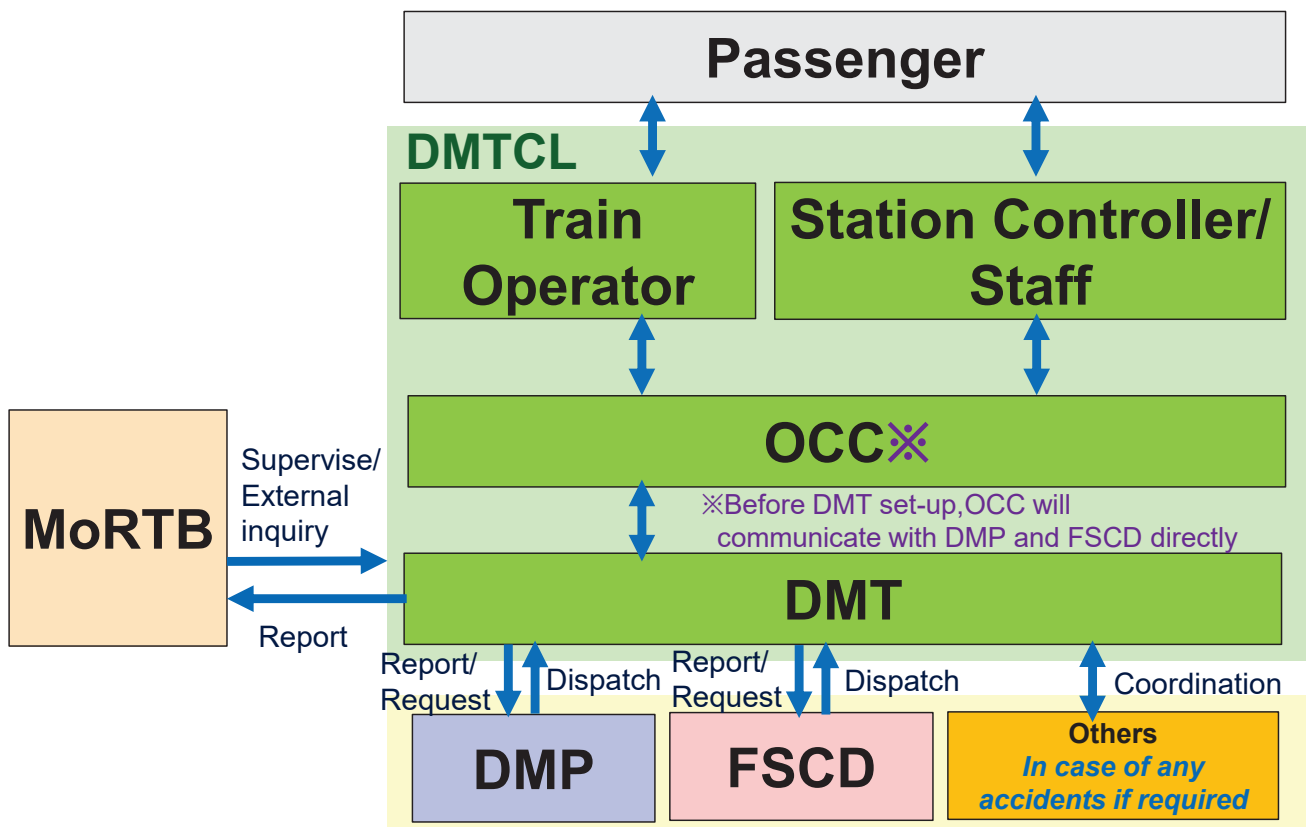 Passenger
DMTCL
Train
Operator
Station Controller/
Staff
OCC※
※Before DMT set-up,OCC will
communicate with DMP and FSCD directly
MoRTB
Supervise/
External
inquiry
Report
DMT
Report/
Request
Dispatch
Report/
Request
Dispatch
Coordination
DMP
FSCD
Others
In case of any
accidents if required